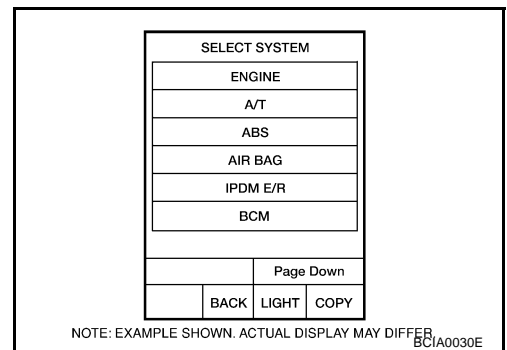 SELECT SYSTEM
ENGINE
A/T
ABS
AIR BAG
IPDM E/R
BCM
Page Down
BACK LIGHT COPY
NOTE: EXAMPLE SHOWN. ACTUAL DISPLAY MAY DIFFER.
BCIA0030E